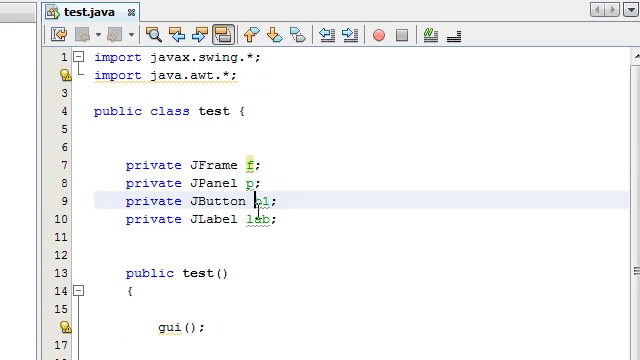 test.java
1 import javax.swing.*;
import java.awt.*;
3
4 public class test {
5
6
7 private JFrame f;
8 private JPanel p;
9 private JButton b1;
10 private JLabel lab;
11
12
13 public test()
14 {
15
gui();
17